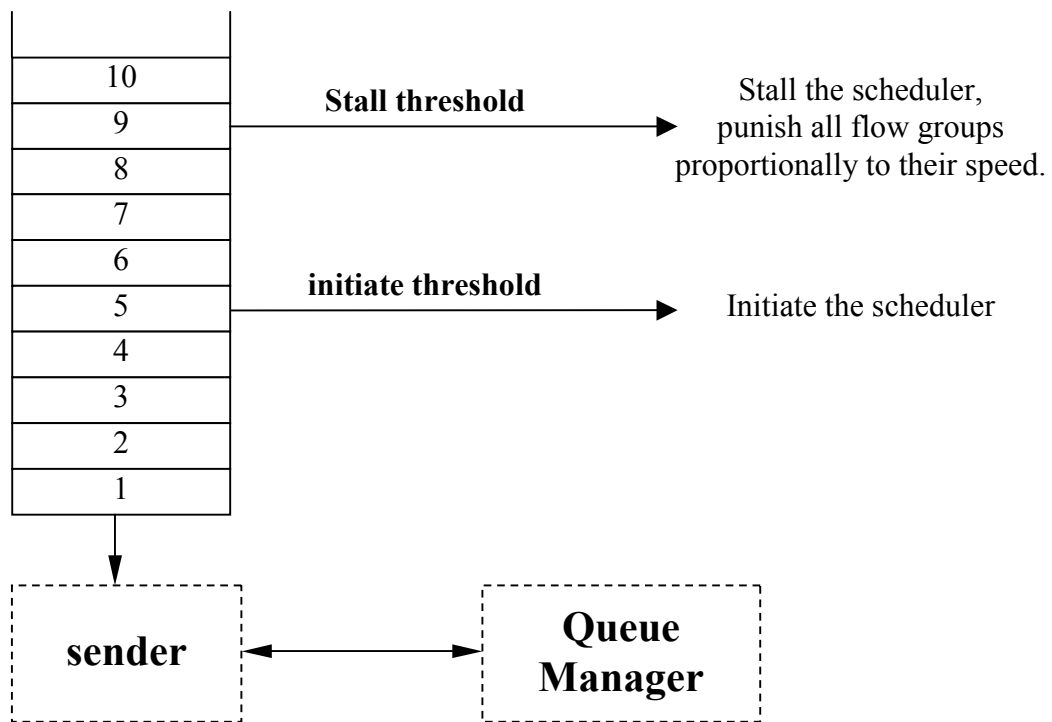 10
9
8
7
6
5
4
3
2
1
Stall threshold
Stall the scheduler,
punish all flow groups
proportionally to their speed.
initiate threshold
Initiate the scheduler
sender
Queue
Manager